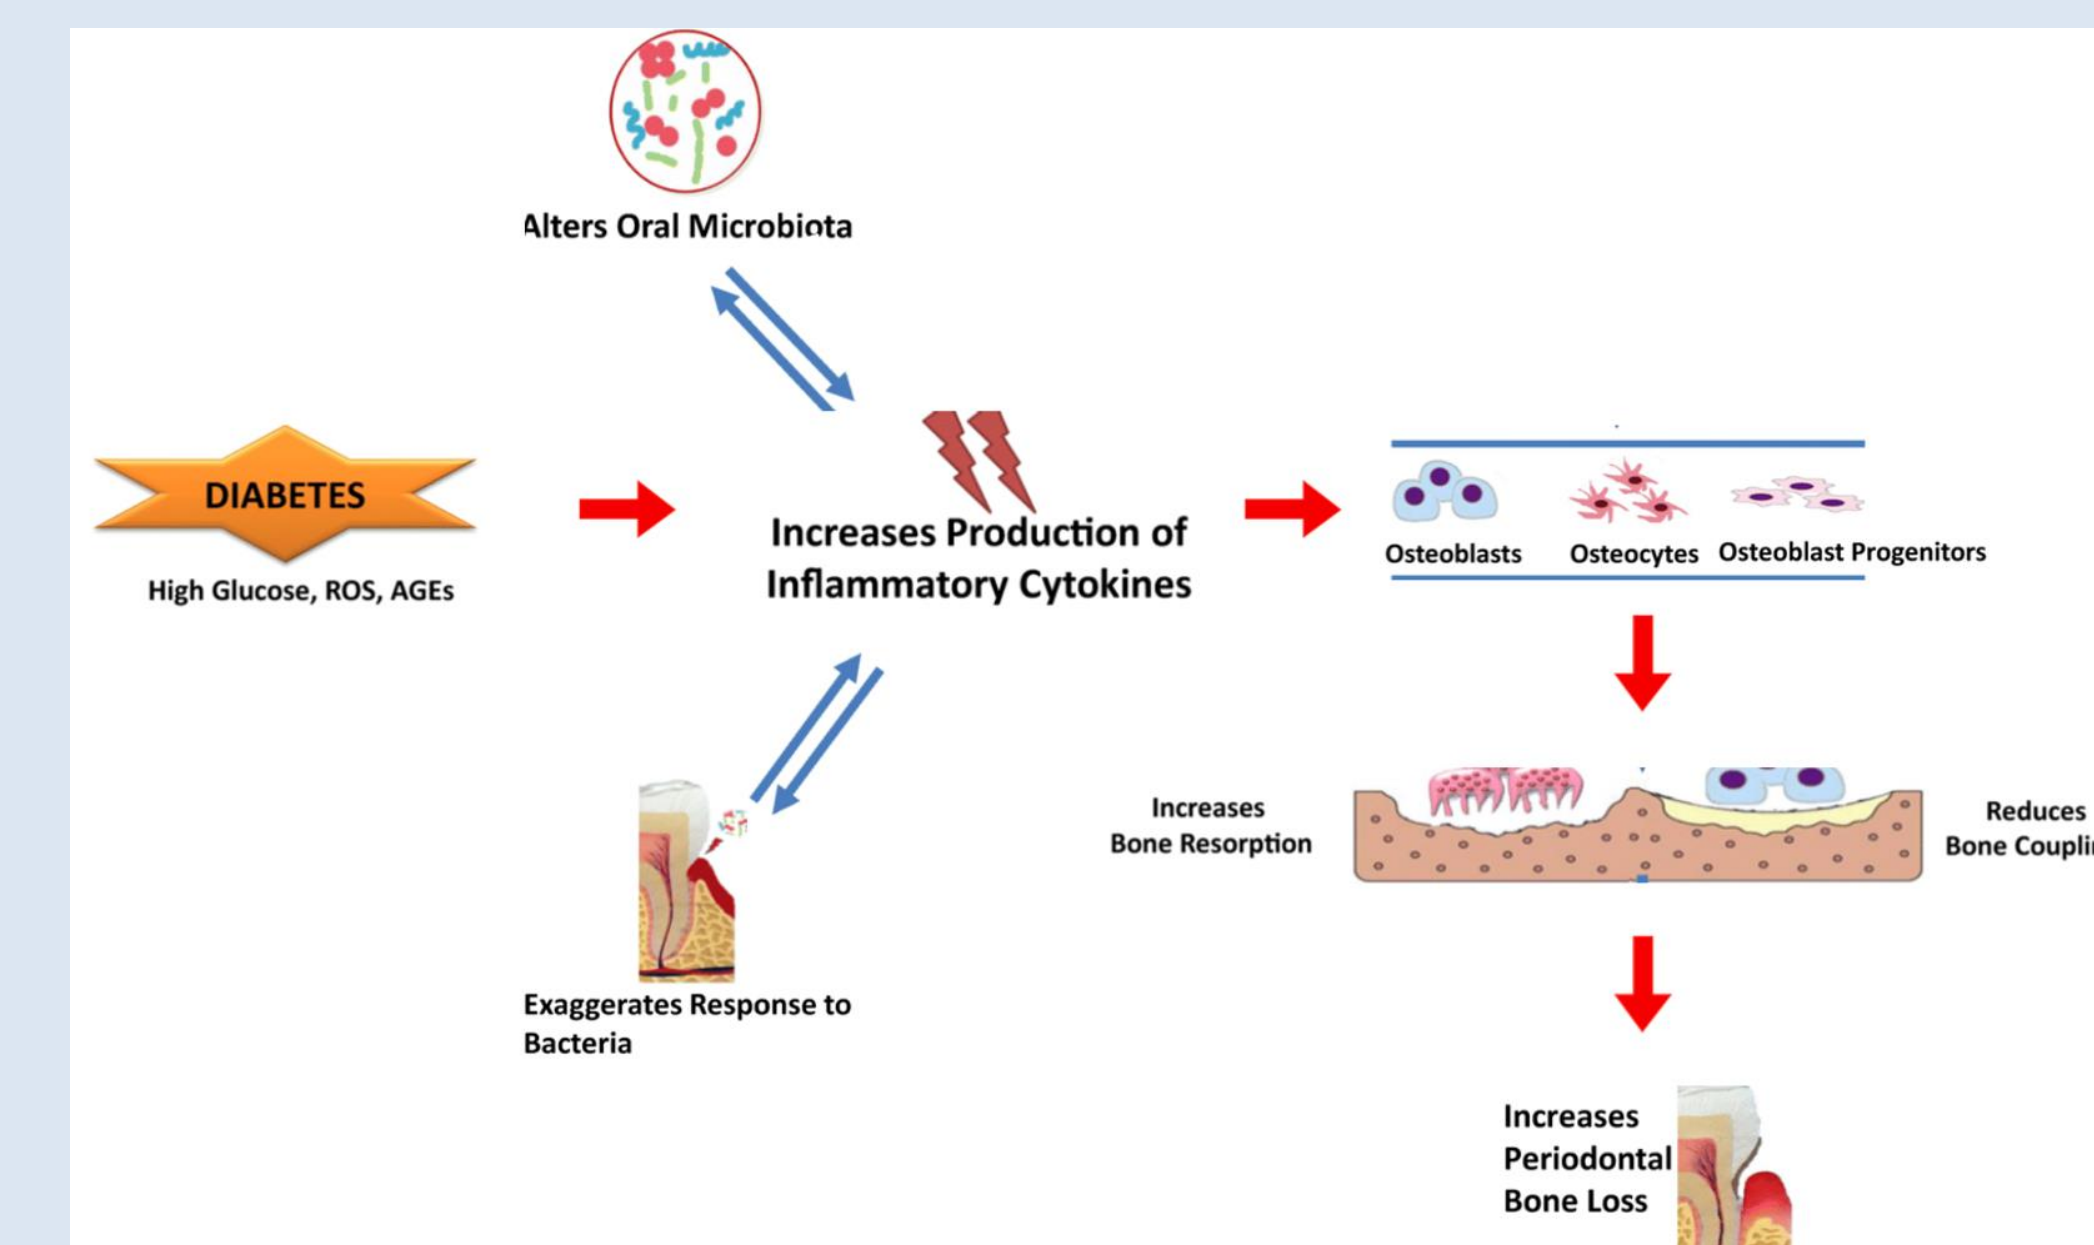 Alters Oral Microbiota
DIABETES
High Glucose, ROS, AGEs
Increases Production of
Inflammatory Cytokines
Osteoblasts Osteocytes Osteoblast Progenitors
Increases
Bone Resorption
Reduces
Bone
Exaggerates Response to
Bacteria
Increases
Periodontal
Bone Loss